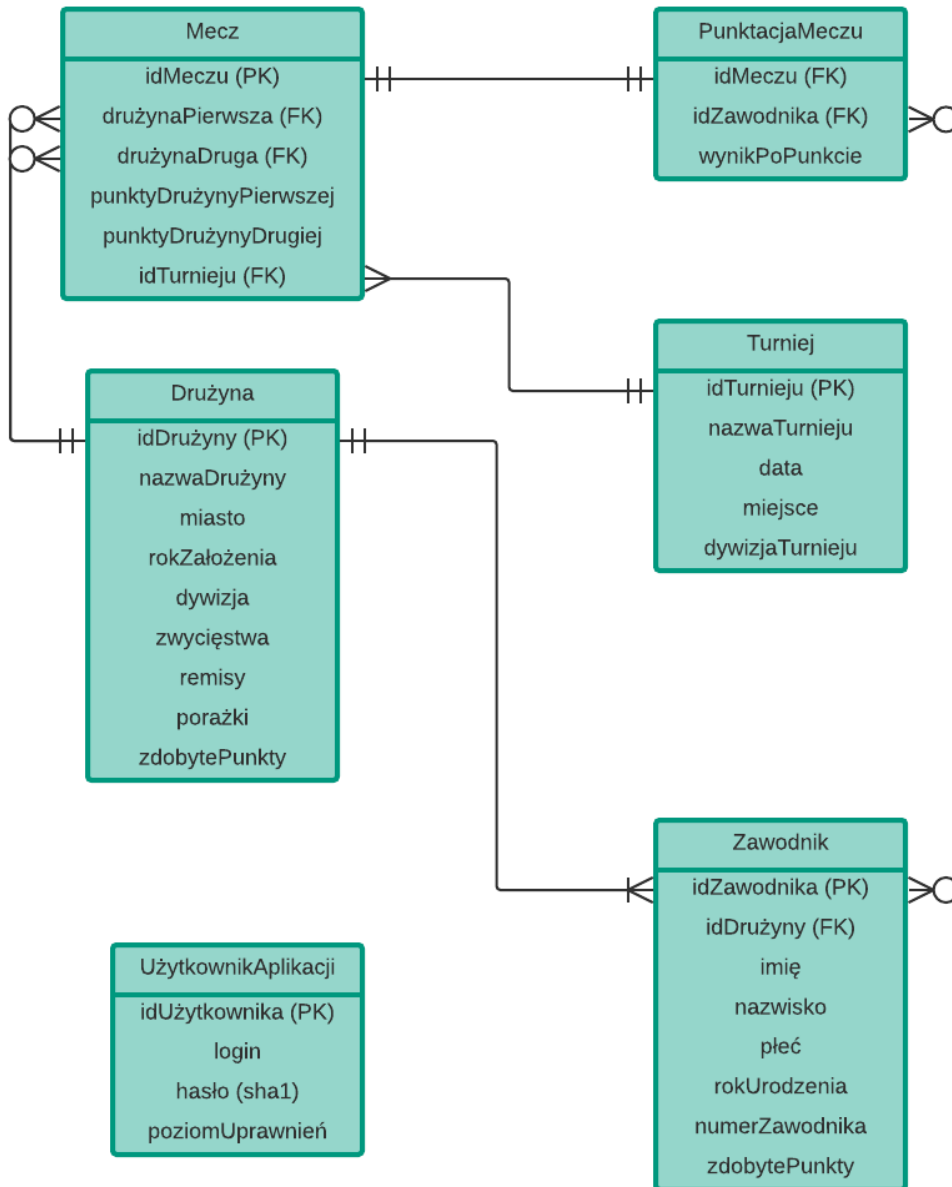 Mecz
idMeczu (PK)
drużynaPierwsza (FK)
drużynaDruga (FK)
punktyDrużynyPierwszej
punktyDrużynyDrugiej
idTurnieju (FK)
PunktacjaMeczu
idMeczu (FK)
idZawodnika (FK)
wynikPoPunkcie
Turniej
idTurnieju (PK)
nazwaTurnieju
data
miejsce
dywizjaTurnieju
Drużyna
idDrużyny (PK)
nazwaDrużyny
miasto
rokZałożenia
dywizja
zwycięstwa
remisy
porażki
zdobytePunkty
Zawodnik
idZawodnika (PK)
idDrużyny (FK)
imię
nazwisko
płeć
rokUrodzenia
numerZawodnika
zdobytePunkty
UżytkownikAplikacji
idUżytkownika (PK)
login
hasło (sha1)
poziomUprawnień